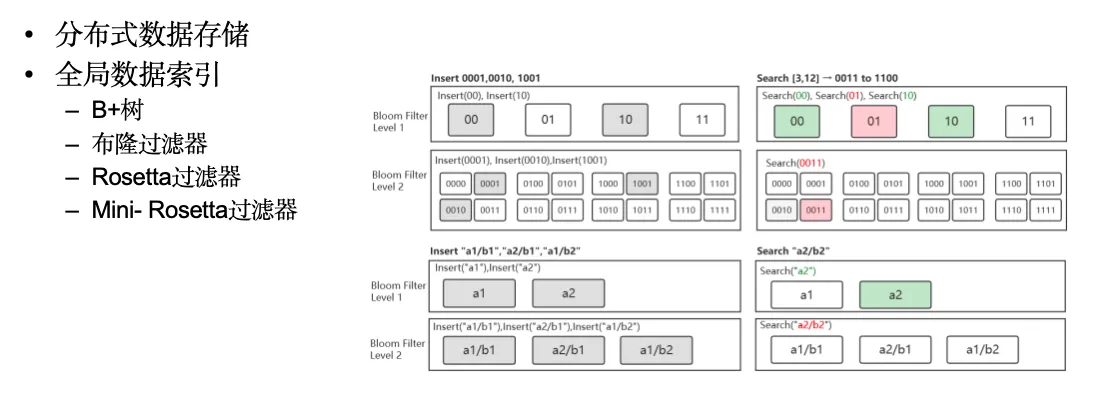 • 分布式数据存储
• 全局数据索引
– B+树
– 布隆过滤器
– Rosetta过滤器
– Mini- Rosetta过滤器
Insert 0001,0010, 1001
Bloom Filter Level 1
Insert(00), Insert(10)
00 01 10 11
Bloom Filter Level 2
Insert(0001), Insert(0010),Insert(1001)
0000 0001 0100 0101 1000 1001 1100 1101
0010 0011 0110 0111 1010 1011 1110 1111
Search [3,12] → 0011 to 1100
Search(00), Search(01), Search(10)
00 01 10 11
Search(0011)
0000 0001 0100 0101 1000 1001 1100 1101
0010 0011 0110 0111 1010 1011 1110 1111
Insert "a1/b1","a2/b1","a1/b2"
Bloom Filter Level 1
Insert("a1"),Insert("a2")
a1 a2
Bloom Filter Level 2
Insert("a1/b1"),Insert("a2/b1"),Insert("a1/b2")
a1/b1 a2/b1 a1/b2
Search "a2/b2"
Search("a2")
a1 a2
Search("a2/b2")
a1/b1 a2/b1 a1/b2